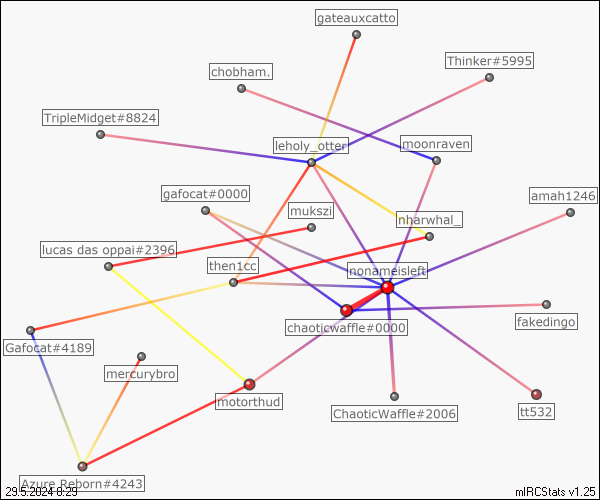 gateauxcatto
Thinker#5995
chobham.
TripleMidget#8824
leholy_otter
moonraven
gafocat#0000
amah1246
mukszi
nharwhal_
lucas das oppai#2396
then1cc
nonameisleft
chaoticwaffle#0000
fakedingo
Gafocat#4189
mercurybro
motorthud
ChaoticWaffle#2006
tt532
Azure Reborn#4243
29.5.2024 8:29
mIRCStats v1.25